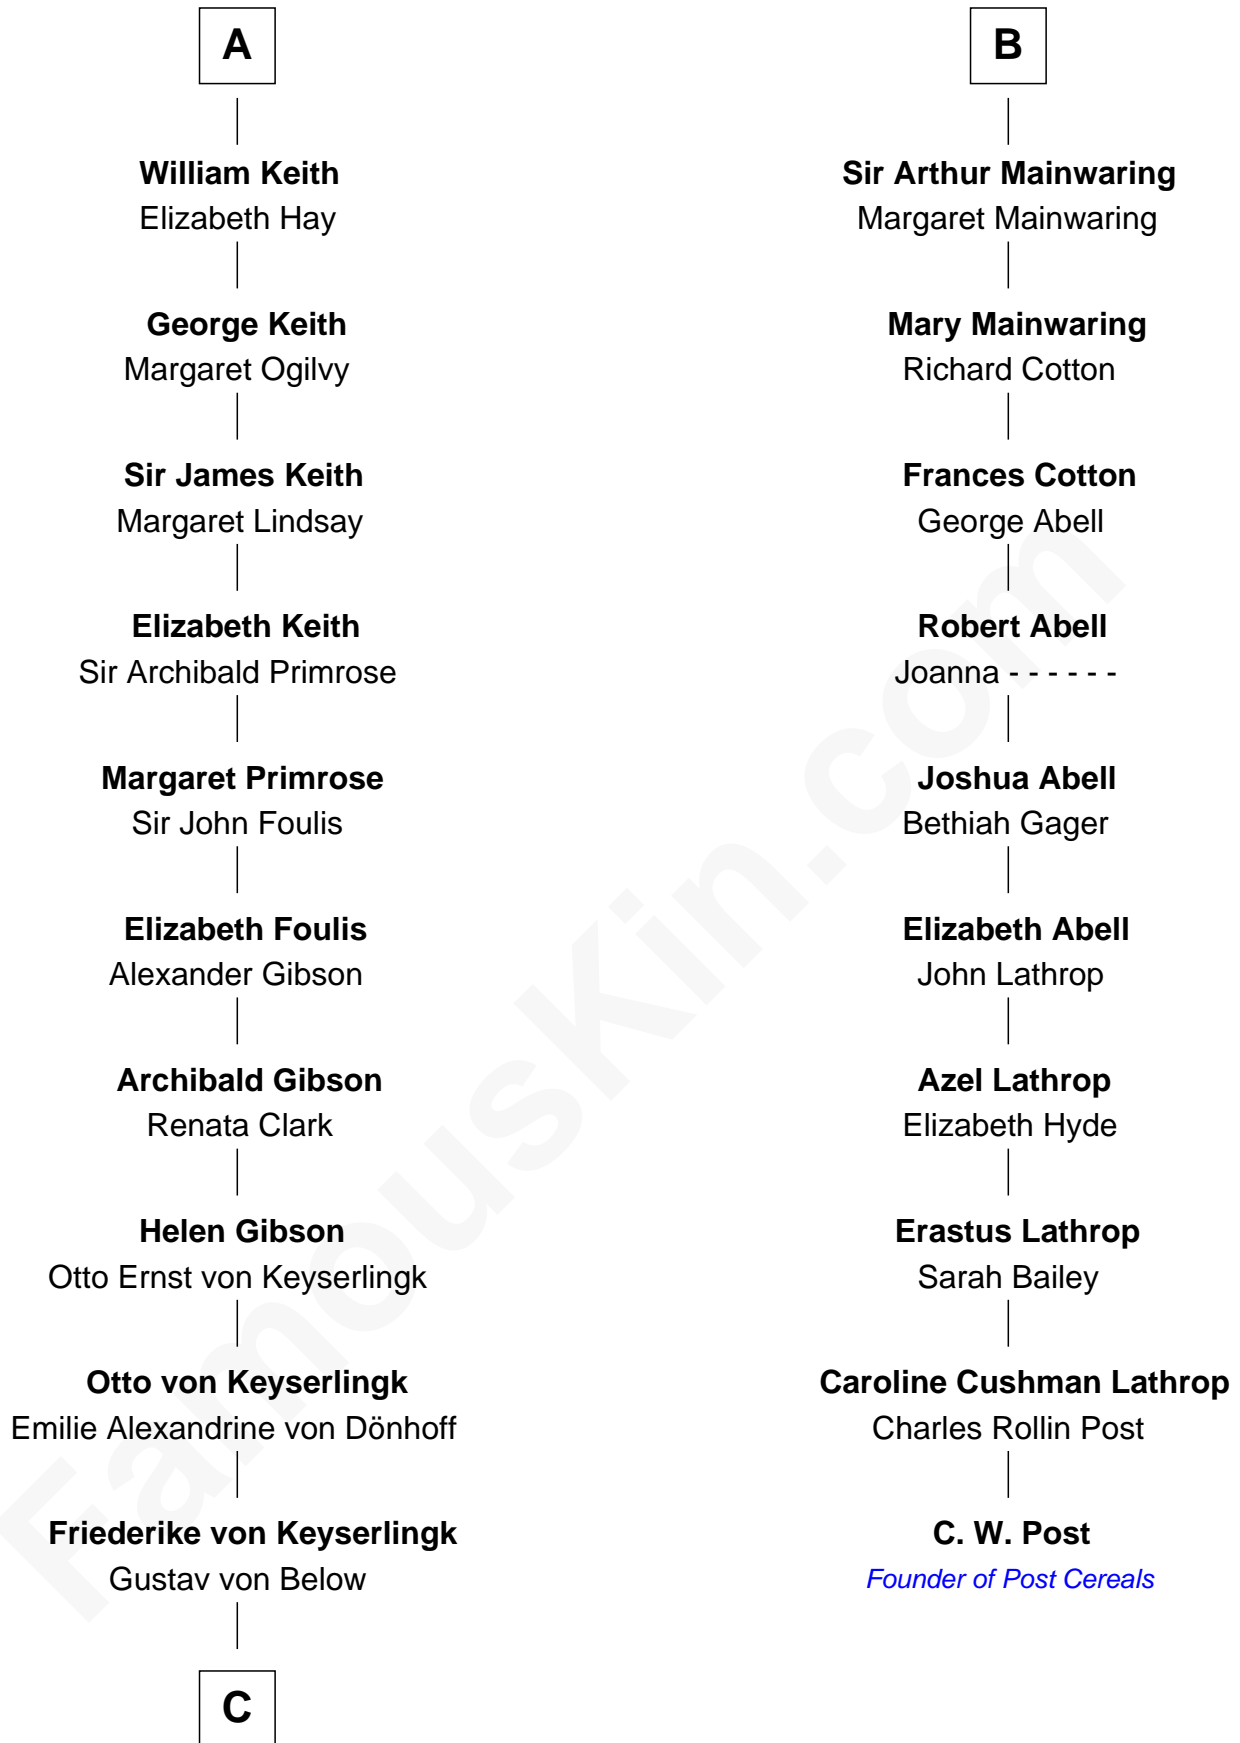 A
William Keith
Elizabeth Hay
George Keith
Margaret Ogilvy
Sir James Keith
Margaret Lindsay
Elizabeth Keith
Sir Archibald Primrose
Margaret Primrose
Sir John Foulis
Elizabeth Foulis
Alexander Gibson
Archibald Gibson
Renata Clark
Helen Gibson
Otto Ernst von Keyserlingk
Otto von Keyserlingk
Emilie Alexandrine von Dönhoff
Friederike von Keyserlingk
Gustav von Below
C
B
Sir Arthur Mainwaring
Margaret Mainwaring
Mary Mainwaring
Richard Cotton
Frances Cotton
George Abell
Robert Abell
Joanna - - - - - -
Joshua Abell
Bethiah Gager
Elizabeth Abell
John Lathrop
Azel Lathrop
Elizabeth Hyde
Erastus Lathrop
Sarah Bailey
Caroline Cushman Lathrop
Charles Rollin Post
C. W. Post
Founder of Post Cereals
FamousKin.com